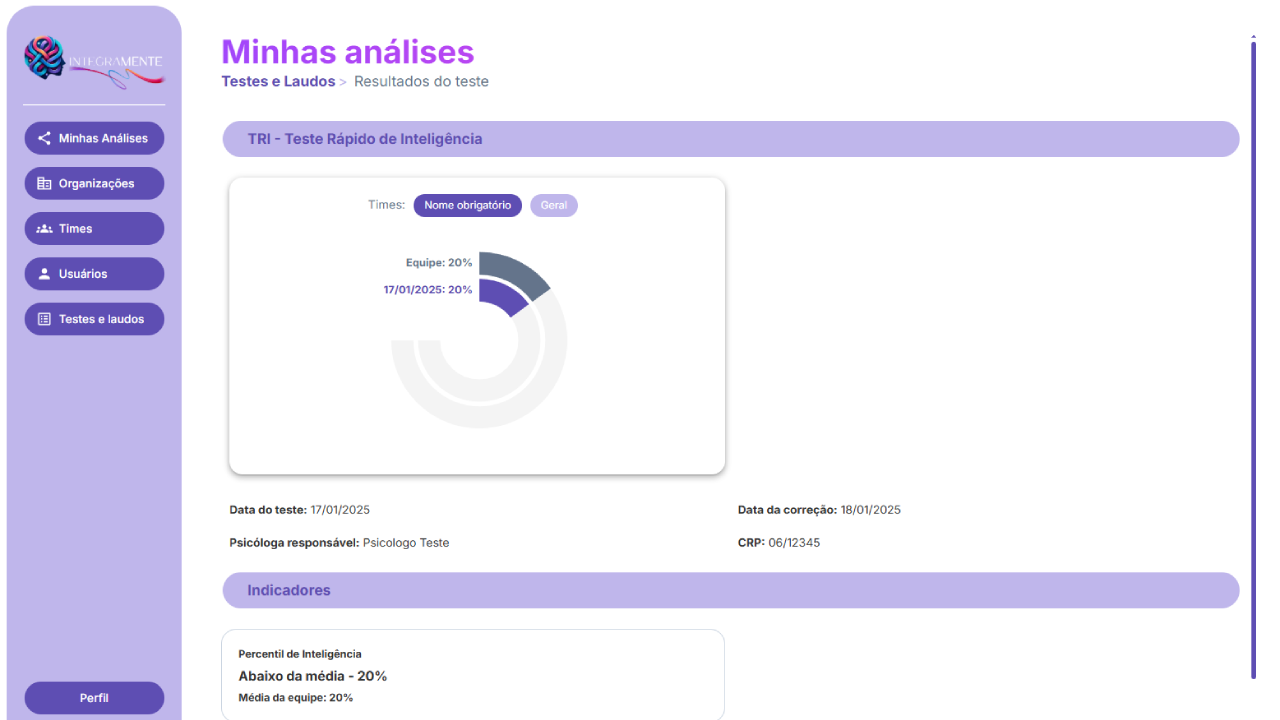 INTEGRAMENTE
Minhas Análises
Organizações
Times
Usuários
Testes e laudos
Perfil
Minhas análises
Testes e Laudos > Resultados do teste
TRI - Teste Rápido de Inteligência
Times: Nome obrigatório Geral
Equipe: 20%
17/01/2025: 20%
Data do teste: 17/01/2025
Data da correção: 18/01/2025
Psicóloga responsável: Psicologo Teste
CRP: 06/12345
Indicadores
Percentil de Inteligência
Abaixo da média - 20%
Média da equipe: 20%